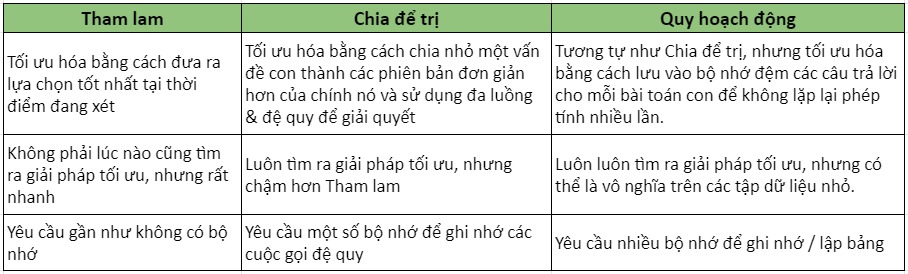 Tham lam
Chia để trị
Quy hoạch động
Tối ưu hóa bằng cách đưa ra
lựa chọn tốt nhất tại thời
điểm đang xét
Tối ưu hóa bằng cách chia nhỏ một vấn
đề con thành các phiên bản đơn giản
hơn của chính nó và sử dụng đa luồng
& đệ quy để giải quyết
Tương tự như Chia để trị, nhưng tối ưu hóa
bằng cách lưu vào bộ nhớ đệm các câu trả lời
cho mỗi bài toán con để không lặp lại phép
tính nhiều lần.
Không phải lúc nào cũng tìm
ra giải pháp tối ưu, nhưng rất
nhanh
Luôn tìm ra giải pháp tối ưu, nhưng
chậm hơn Tham lam
Luôn luôn tìm ra giải pháp tối ưu, nhưng có
thể là vô nghĩa trên các tập dữ liệu nhỏ.
Yêu cầu gần như không có bộ
nhớ
Yêu cầu một số bộ nhớ để ghi nhớ các
cuộc gọi đệ quy
Yêu cầu nhiều bộ nhớ để ghi nhớ / lập bảng